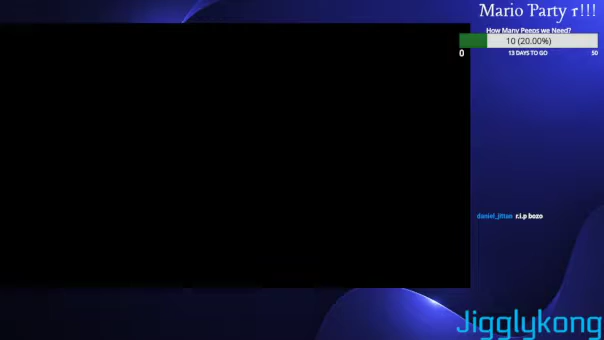 Mario Party r!!!
How Many Peeps we Need?
10 (20.00%)
0
13 DAYS TO GO
50
daniel_jittan r.i.p bozo
Jigglykong